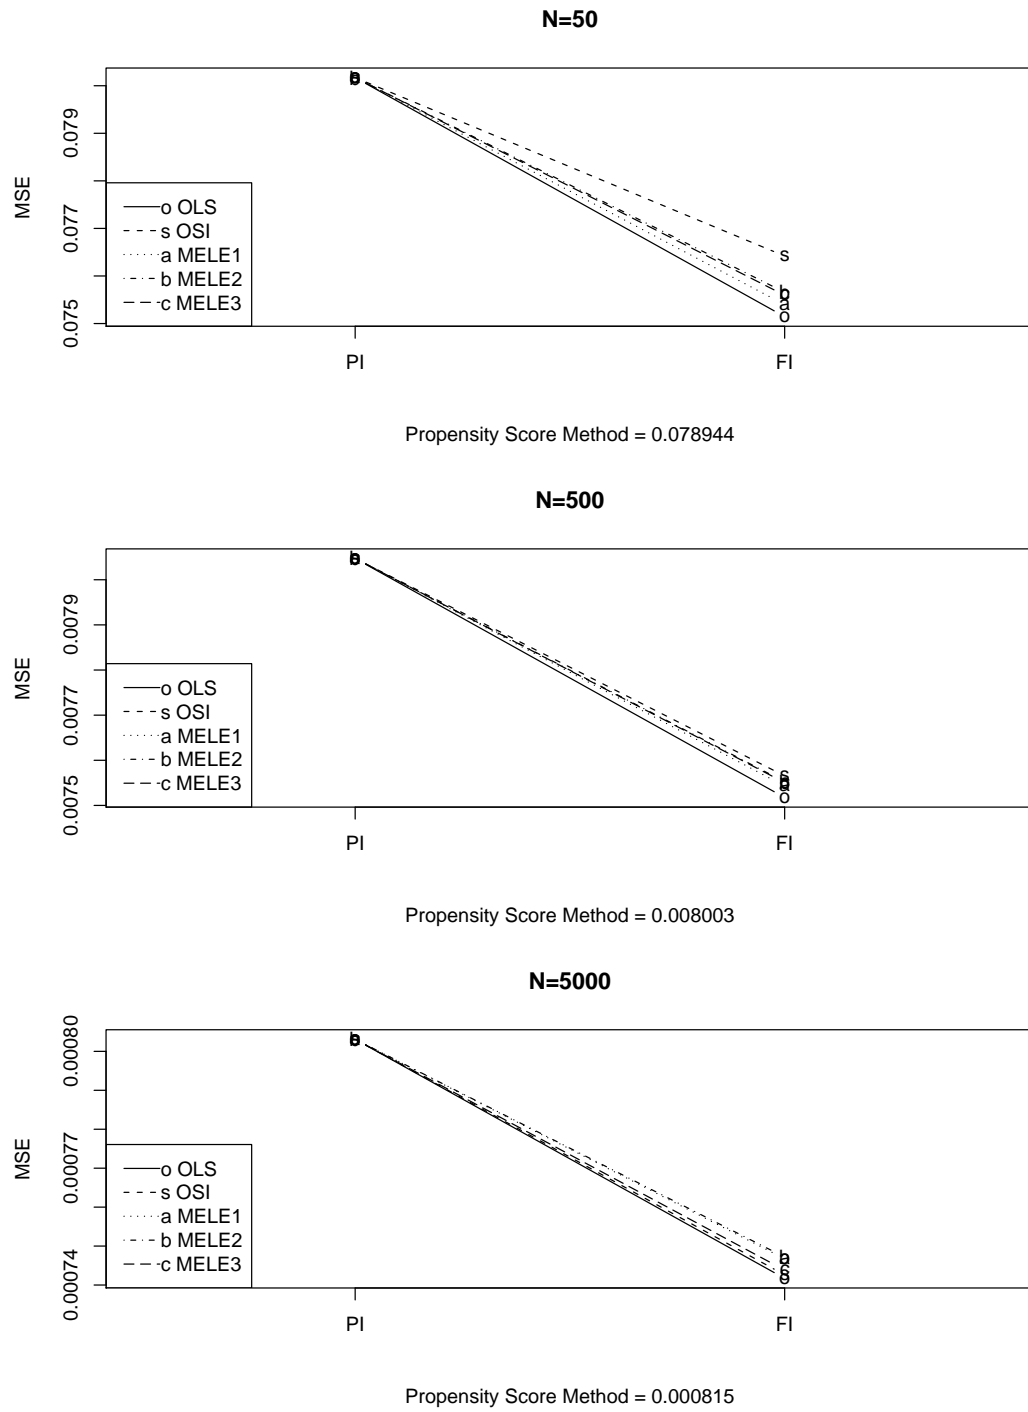 N=50
MSE
0.079
0.077
0.075
o OLS
s OSI
a MELE1
b MELE2
c MELE3
s
b
a
o
PI
FI
Propensity Score Method = 0.078944
N=500
MSE
0.0079
0.0077
0.0075
o OLS
s OSI
a MELE1
b MELE2
c MELE3
s
o
PI
FI
Propensity Score Method = 0.008003
N=5000
MSE
0.00080
0.00077
0.00074
o OLS
s OSI
a MELE1
b MELE2
c MELE3
b
a
c
s
o
PI
FI
Propensity Score Method = 0.000815